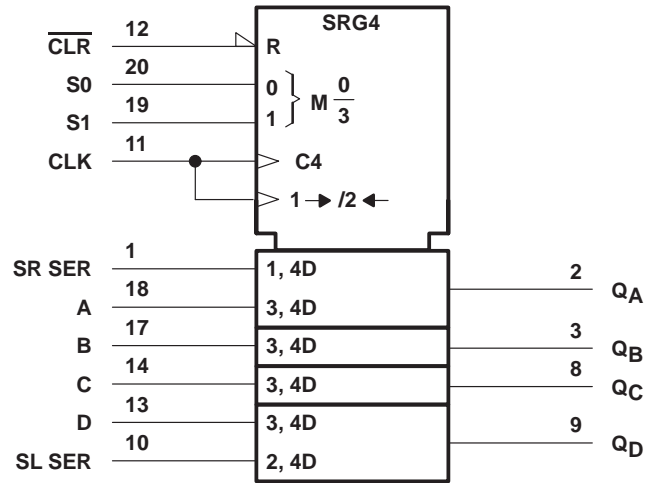 SRG4
12
CLR
R
20
S0
0
M 0/3
19
S1
1
11
CLK
C4
1 → /2 ←
1
SR SER
1, 4D
2
QA
18
A
3, 4D
17
B
3, 4D
3
QB
14
C
3, 4D
8
QC
13
D
3, 4D
9
QD
10
SL SER
2, 4D